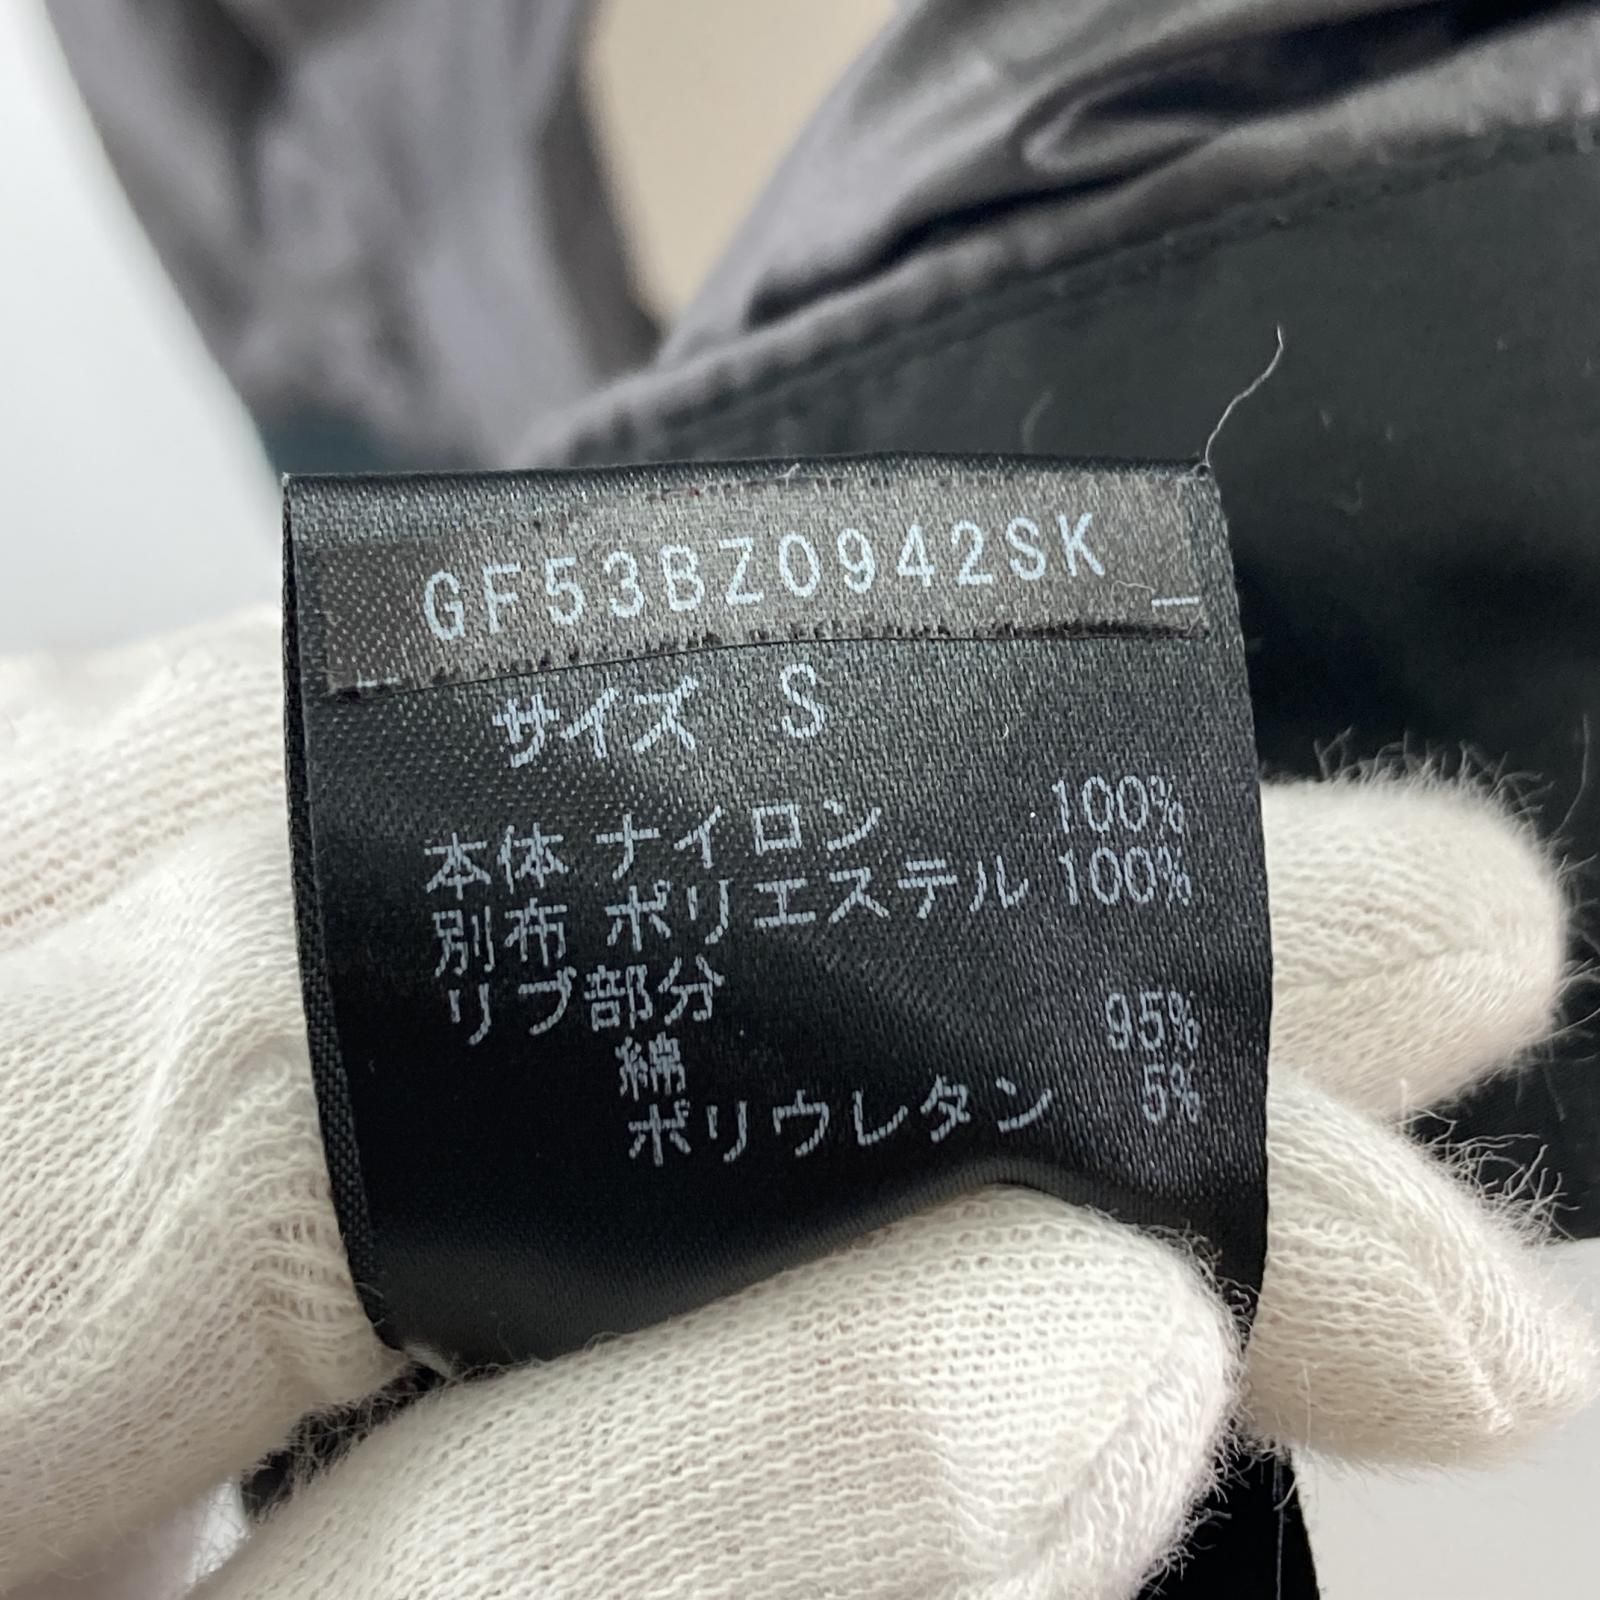 GF53BZ0942SK
サイズ S
本体 ナイロン 100%
別布 ポリエステル 100%
リブ部分
綿 95%
ポリウレタン 5%